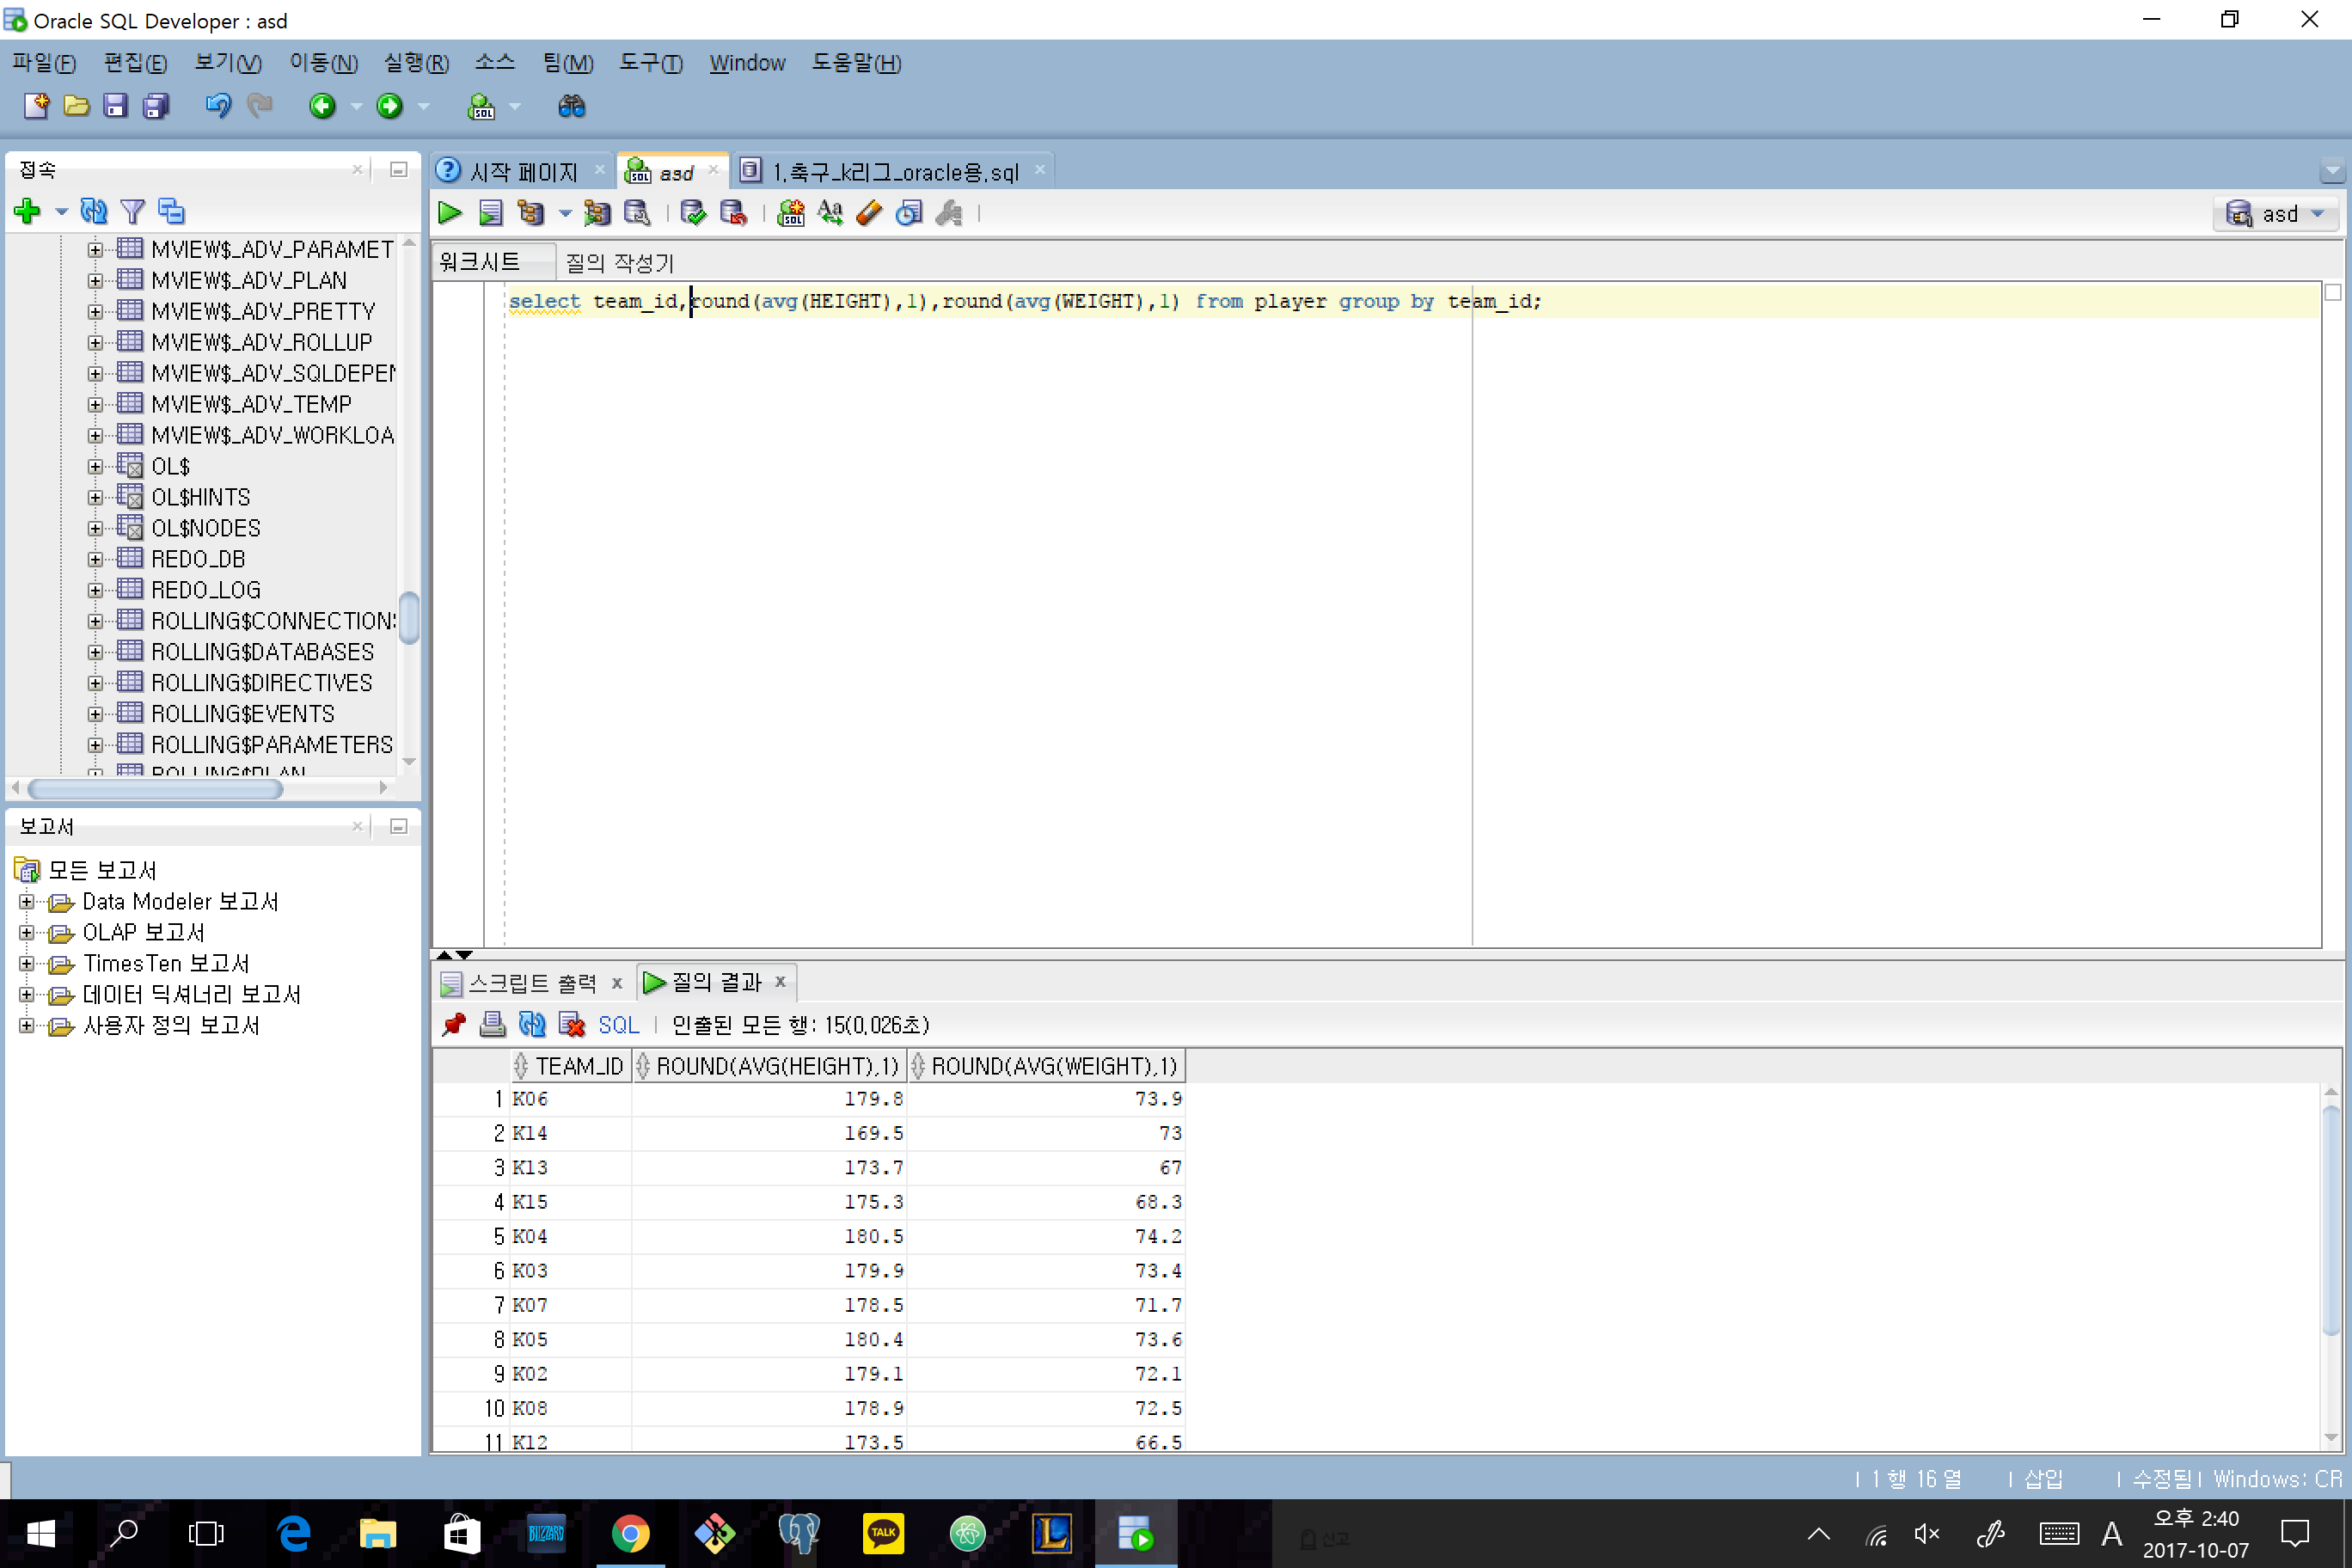 Oracle SQL Developer : asd
파일(F) 편집(E) 보기(V) 이동(N) 실행(R) 소스 팀(M) 도구(T) Window 도움말(H)
접속
MVIEW$_ADV_PARAMET
MVIEW$_ADV_PLAN
MVIEW$_ADV_PRETTY
MVIEW$_ADV_ROLLUP
MVIEW$_ADV_SQLDEPEN
MVIEW$_ADV_TEMP
MVIEW$_ADV_WORKLOA
OL$
OL$HINTS
OL$NODES
REDO_DB
REDO_LOG
ROLLING$CONNECTIONS
ROLLING$DATABASES
ROLLING$DIRECTIVES
ROLLING$EVENTS
ROLLING$PARAMETERS
ROLLING$PLAN
보고서
모든 보고서
Data Modeler 보고서
OLAP 보고서
TimesTen 보고서
데이터 딕셔너리 보고서
사용자 정의 보고서
시작 페이지 asd 1.축구_k리그_oracle용.sql
asd
워크시트 질의 작성기
select team_id,round(avg(HEIGHT),1),round(avg(WEIGHT),1) from player group by team_id;
스크립트 출력 x 질의 결과 x
SQL | 인출된 모든 행: 15(0.026초)
TEAM_ID ROUND(AVG(HEIGHT),1) ROUND(AVG(WEIGHT),1)
1 K06 179.8 73.9
2 K14 169.5 73
3 K13 173.7 67
4 K15 175.3 68.3
5 K04 180.5 74.2
6 K03 179.9 73.4
7 K07 178.5 71.7
8 K05 180.4 73.6
9 K02 179.1 72.1
10 K08 178.9 72.5
11 K12 173.5 66.5
1 행 16 열 | 삽입 | 수정됨 | Windows: CR
BLIZZARD
TALK
신고
A
오후 2:40
2017-10-07